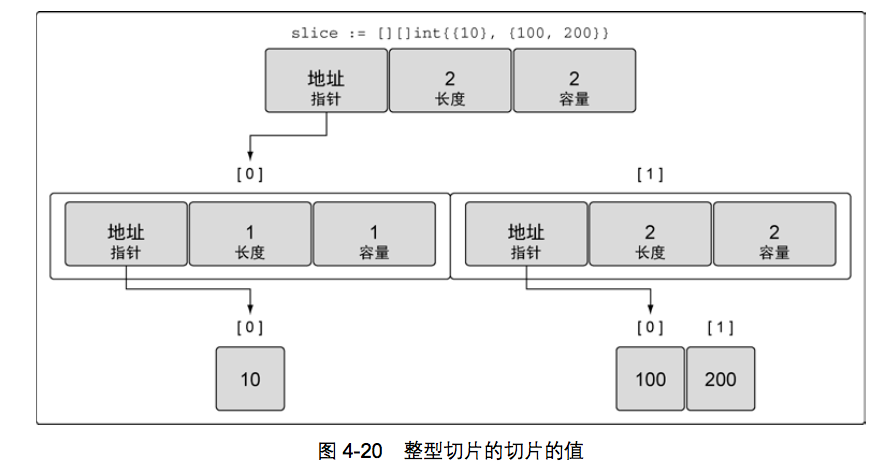 slice := [][]int{{10}, {100, 200}}
地址 2 2
指针 长度 容量
[0] [1]
地址 1 1 地址 2 2
指针 长度 容量 指针 长度 容量
[0] [0] [1]
10 100 200
图 4-20 整型切片的切片的值